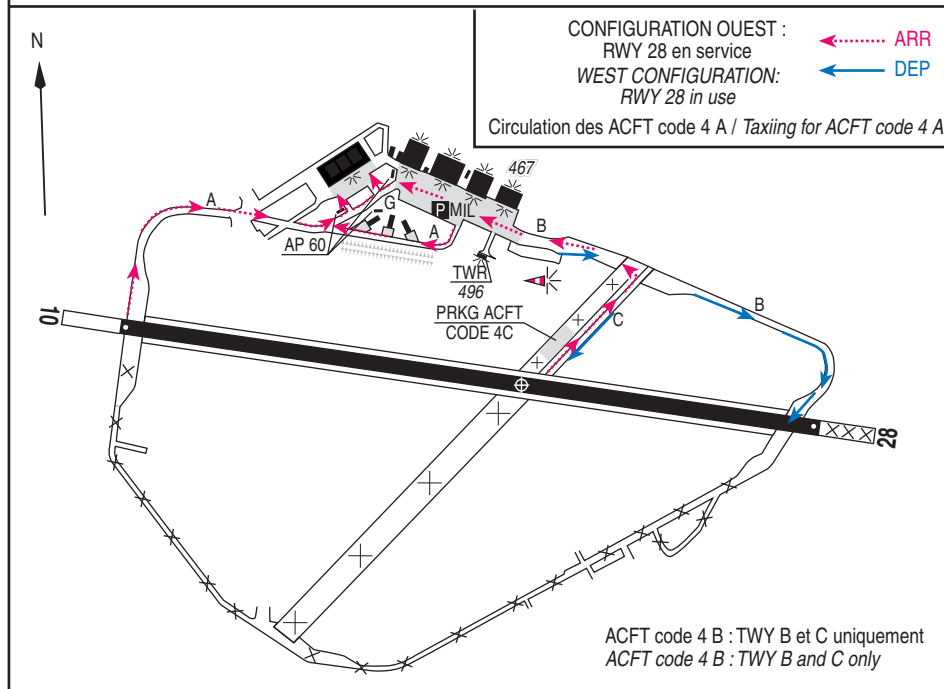 CONFIGURATION OUEST :
RWY 28 en service
WEST CONFIGURATION:
RWY 28 in use
ARR
DEP
Circulation des ACFT code 4 A / Taxiing for ACFT code 4 A
N
467
A
G
P MIL
B
A
AP 60
TWR
496
PRKG ACFT
CODE 4C
C
B
10
28
ACFT code 4 B : TWY B et C uniquement
ACFT code 4 B : TWY B and C only